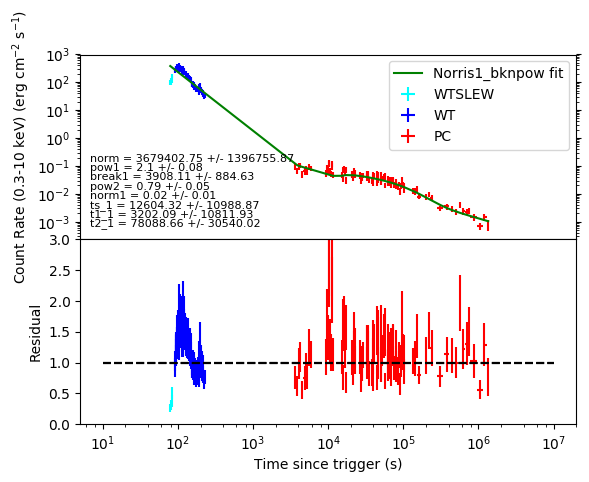 Count Rate (0.3-10 keV) (erg cm⁻² s⁻¹)
10³
10²
10¹
10⁰
10⁻¹
10⁻²
10⁻³
Norris1_bknpow fit
WTSLEW
WT
PC
norm = 3679402.75 +/- 1396755.87
pow1 = 2.1 +/- 0.08
break1 = 3908.11 +/- 884.63
pow2 = 0.79 +/- 0.05
norm1 = 0.02 +/- 0.01
ts_1 = 12604.32 +/- 10988.87
t1_1 = 3202.09 +/- 10811.93
t2_1 = 78088.66 +/- 30540.02
Residual
3.0
2.5
2.0
1.5
1.0
0.5
0.0
10¹ 10² 10³ 10⁴ 10⁵ 10⁶ 10⁷
Time since trigger (s)